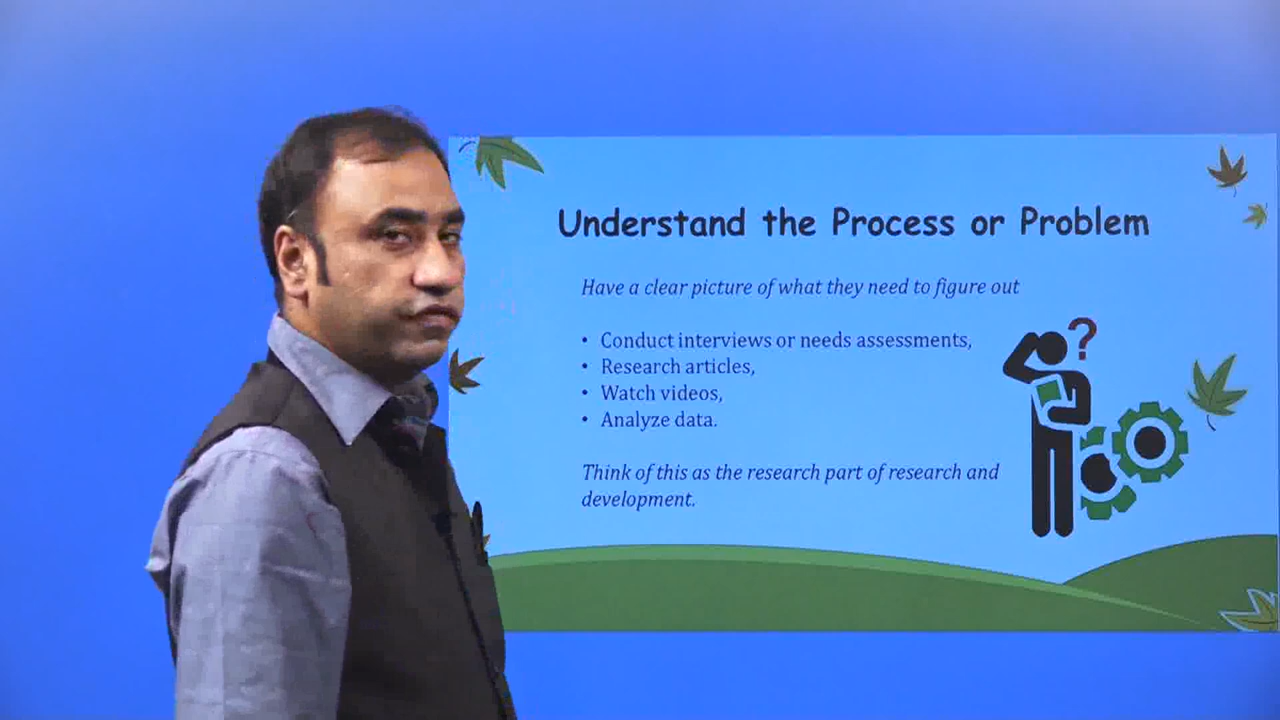 Understand the Process or Problem
Have a clear picture of what they need to figure out
• Conduct interviews or needs assessments,
• Research articles,
• Watch videos,
• Analyze data.
?
Think of this as the research part of research and
development.